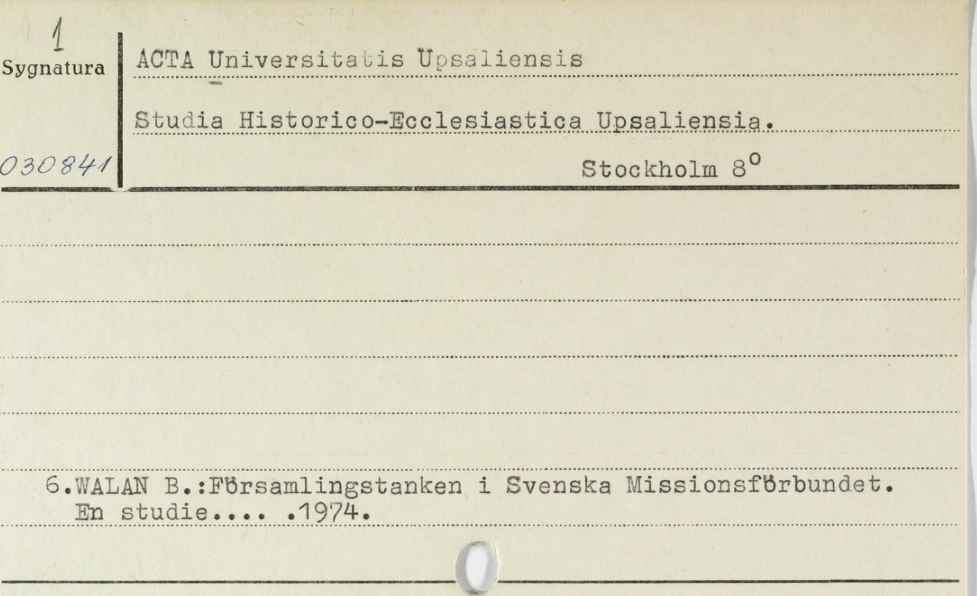 1
Sygnatura
ACTA Universitatis Upsaliensis
Studia Historico-Ecclesiastica Upsaliensia.
030841
Stockholm 8º
6.WALAN B.:Församlingstanken i Svenska Missionsförbundet.
En studie.... .1974.